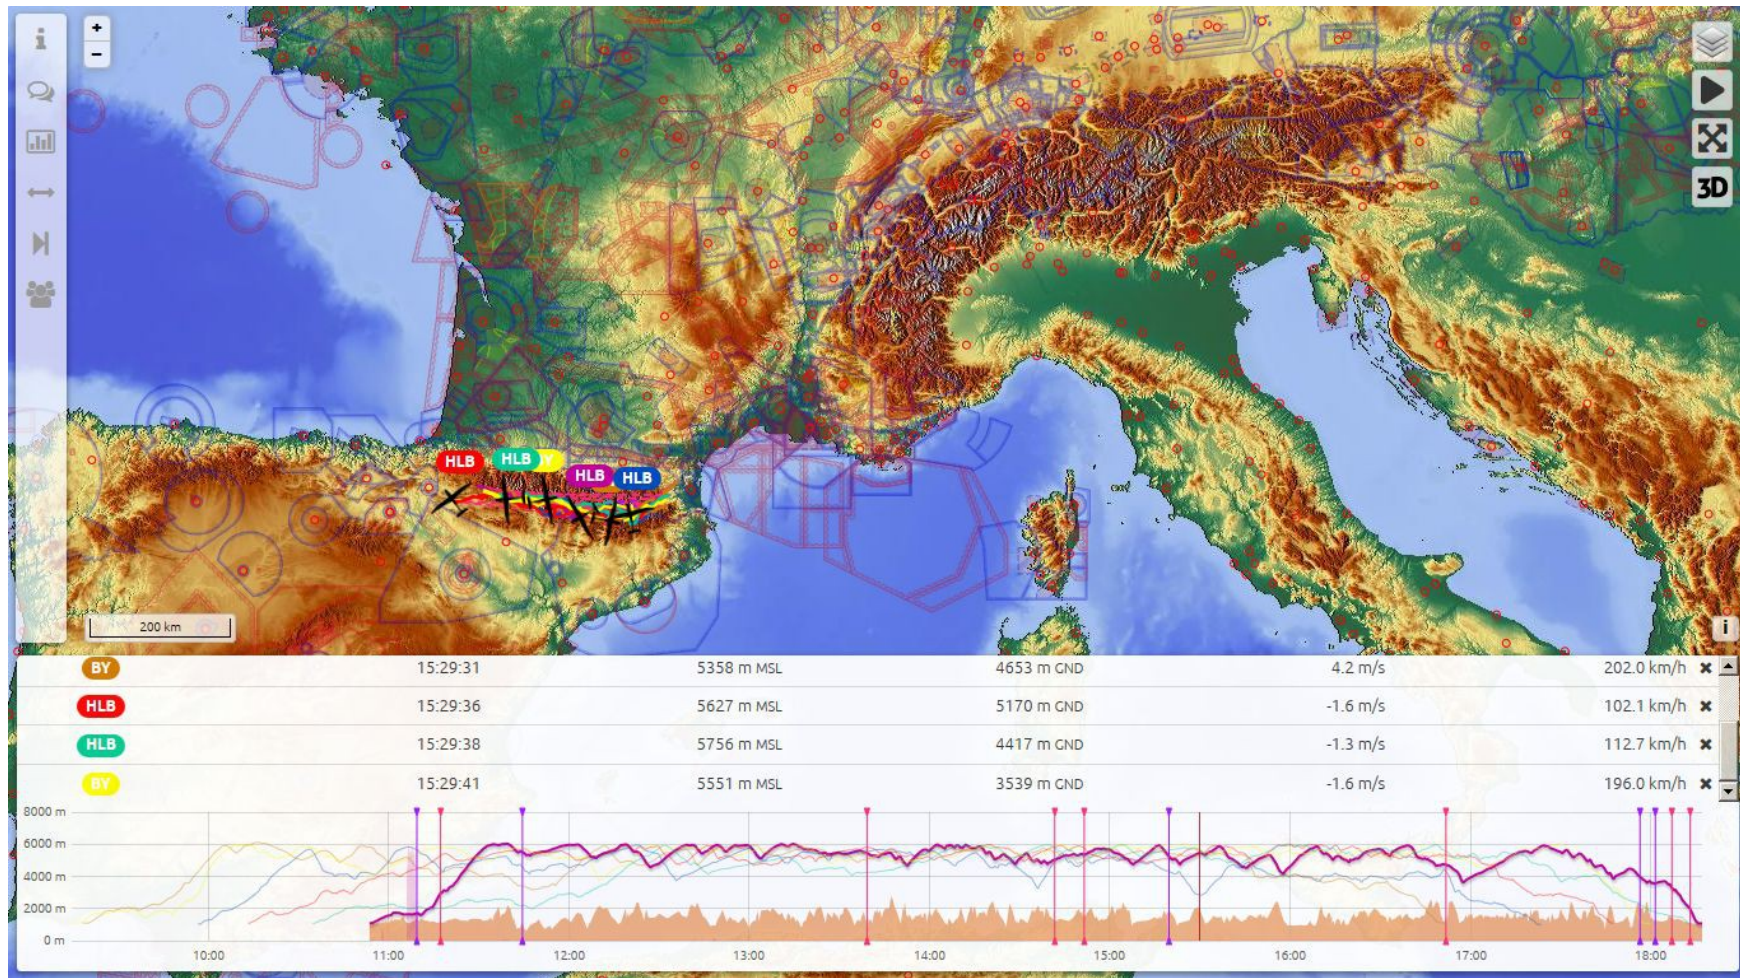 i
+
−
3D
HLB
HLB
BY
HLB
HLB
200 km
i
BY 15:29:31 5358 m MSL 4653 m GND 4.2 m/s 202.0 km/h
HLB 15:29:36 5627 m MSL 5170 m GND -1.6 m/s 102.1 km/h
HLB 15:29:38 5756 m MSL 4417 m GND -1.3 m/s 112.7 km/h
BY 15:29:41 5551 m MSL 3539 m GND -1.6 m/s 196.0 km/h
8000 m
6000 m
4000 m
2000 m
0 m
10:00 11:00 12:00 13:00 14:00 15:00 16:00 17:00 18:00